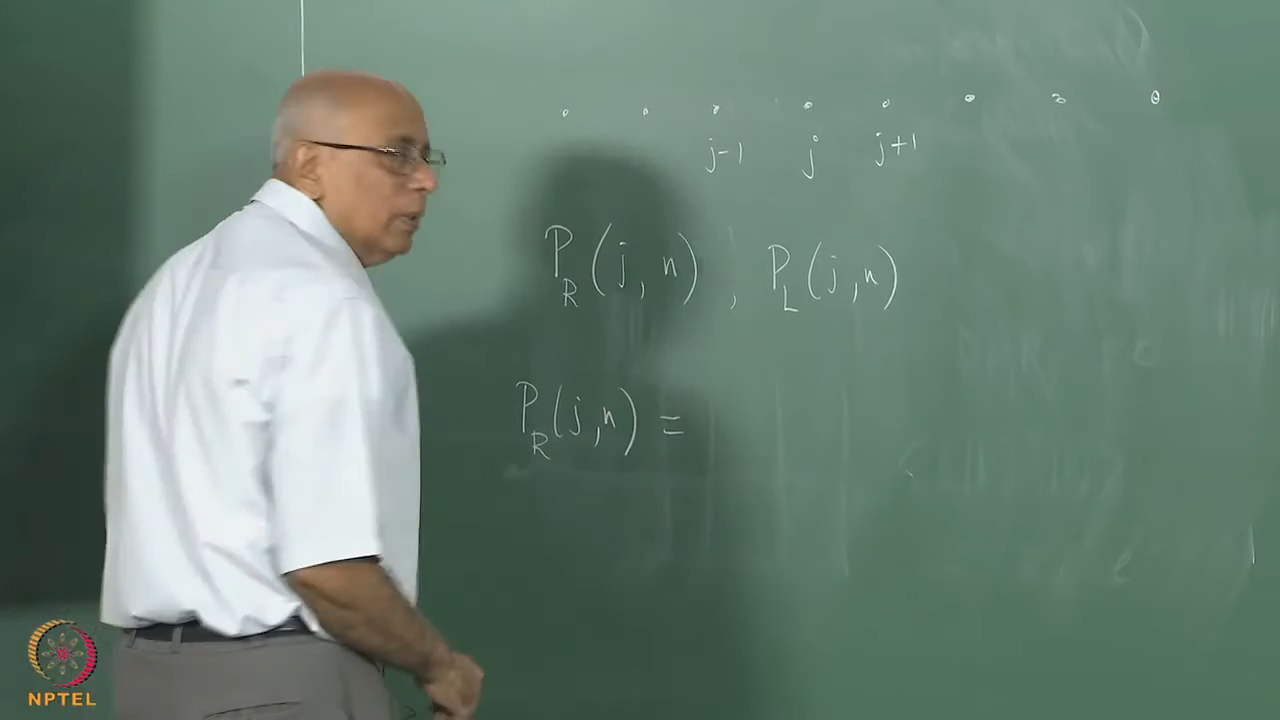 j-1 j j+1
P_R(j, n), P_L(j, n)
P_R(j, n) =
NPTEL